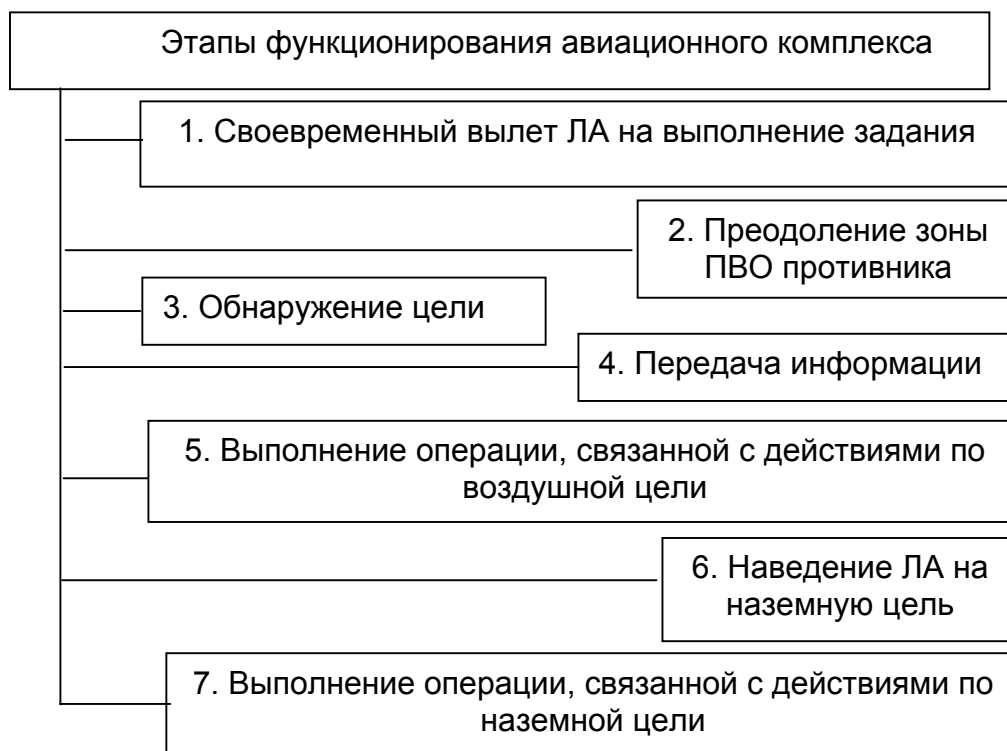 Этапы функционирования авиационного комплекса
1. Своевременный вылет ЛА на выполнение задания
2. Преодоление зоны
ПВО противника
3. Обнаружение цели
4. Передача информации
5. Выполнение операции, связанной с действиями по
воздушной цели
6. Наведение ЛА на
наземную цель
7. Выполнение операции, связанной с действиями по
наземной цели